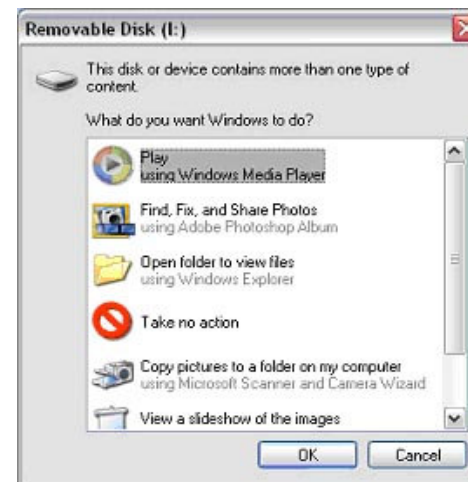 Removable Disk (I:)
This disk or device contains more than one type of
content.
What do you want Windows to do?
Play
using Windows Media Player
Find, Fix, and Share Photos
using Adobe Photoshop Album
Open folder to view files
using Windows Explorer
Take no action
Copy pictures to a folder on my computer
using Microsoft Scanner and Camera Wizard
View a slideshow of the images
OK
Cancel